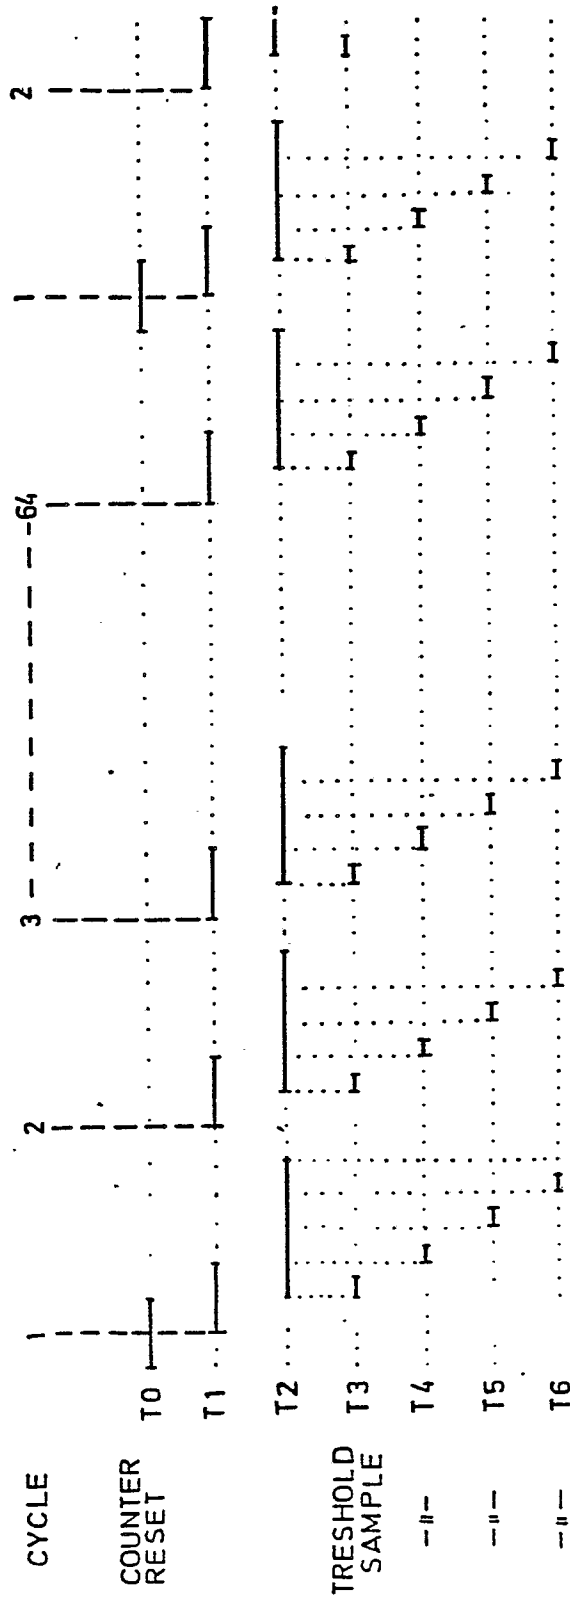 CYCLE 1 2 3 64 1 2
COUNTER
RESET
T0
T1
T2
TRESHOLD
SAMPLE
T3
-"- T4
-"- T5
-"- T6